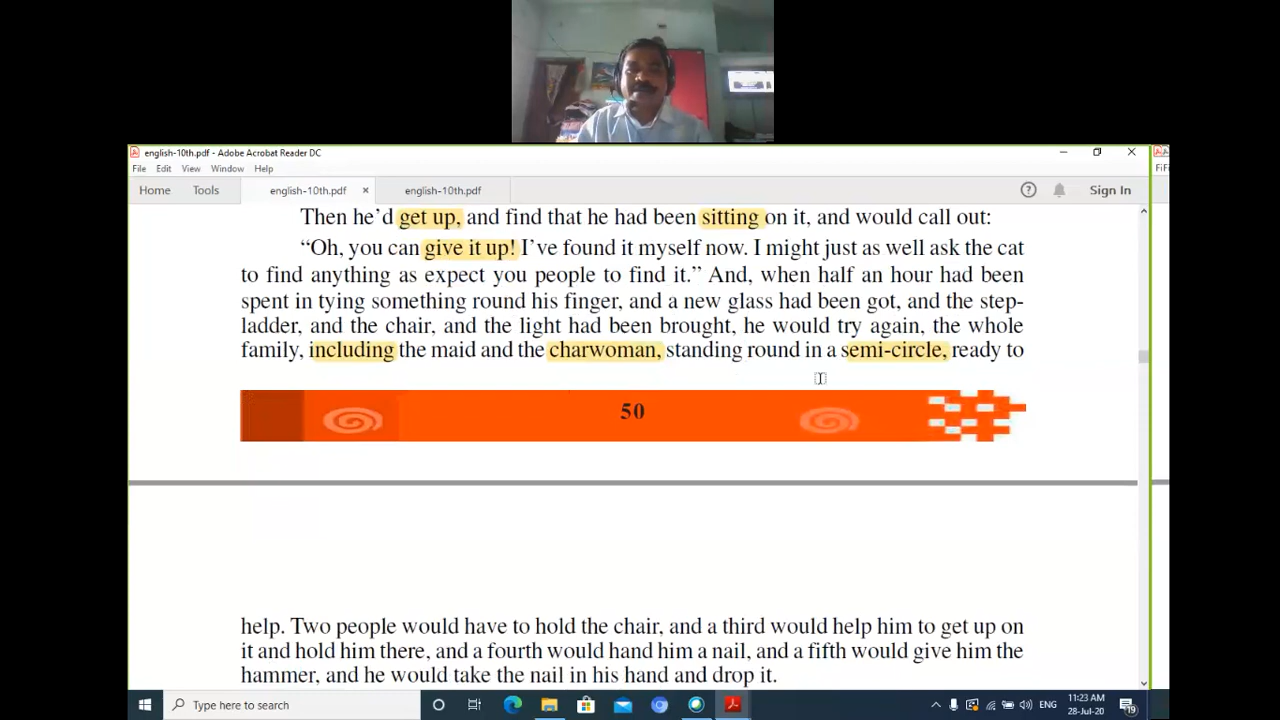 english-10th.pdf - Adobe Acrobat Reader DC
File Edit View Window Help
Home Tools english-10th.pdf × english-10th.pdf Sign In
FiF
Then he’d get up, and find that he had been sitting on it, and would call out:
“Oh, you can give it up! I’ve found it myself now. I might just as well ask the cat
to find anything as expect you people to find it.” And, when half an hour had been
spent in tying something round his finger, and a new glass had been got, and the step-
ladder, and the chair, and the light had been brought, he would try again, the whole
family, including the maid and the charwoman, standing round in a semi-circle, ready to
50
help. Two people would have to hold the chair, and a third would help him to get up on
it and hold him there, and a fourth would hand him a nail, and a fifth would give him the
hammer, and he would take the nail in his hand and drop it.
Type here to search
ENG
11:23 AM
28-Jul-20
19